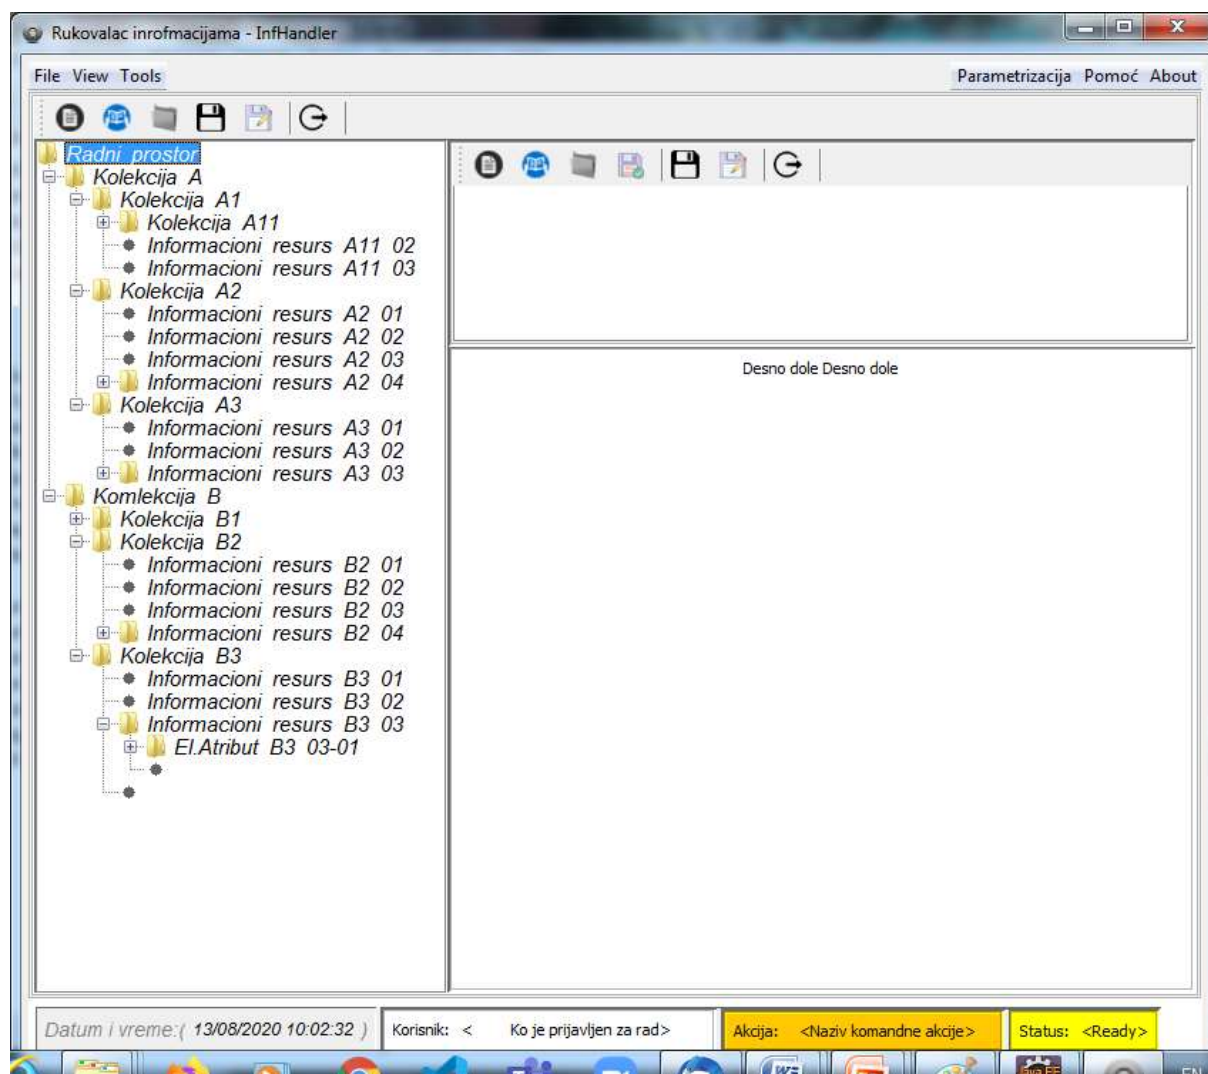 Rukovalac inrofmacijama - InfHandler
File View Tools Parametrizacija Pomoć About
Radni prostor
Kolekcija A
Kolekcija A1
Kolekcija A11
Informacioni resurs A11 02
Informacioni resurs A11 03
Kolekcija A2
Informacioni resurs A2 01
Informacioni resurs A2 02
Informacioni resurs A2 03
Informacioni resurs A2 04
Kolekcija A3
Informacioni resurs A3 01
Informacioni resurs A3 02
Informacioni resurs A3 03
Komlekcija B
Kolekcija B1
Kolekcija B2
Informacioni resurs B2 01
Informacioni resurs B2 02
Informacioni resurs B2 03
Informacioni resurs B2 04
Kolekcija B3
Informacioni resurs B3 01
Informacioni resurs B3 02
Informacioni resurs B3 03
El.Atribut B3 03-01
Desno dole Desno dole
Datum i vreme:( 13/08/2020 10:02:32 ) Korisnik: < Ko je prijavljen za rad> Akcija: <Naziv komandne akcije> Status: <Ready>
Java EE
EN